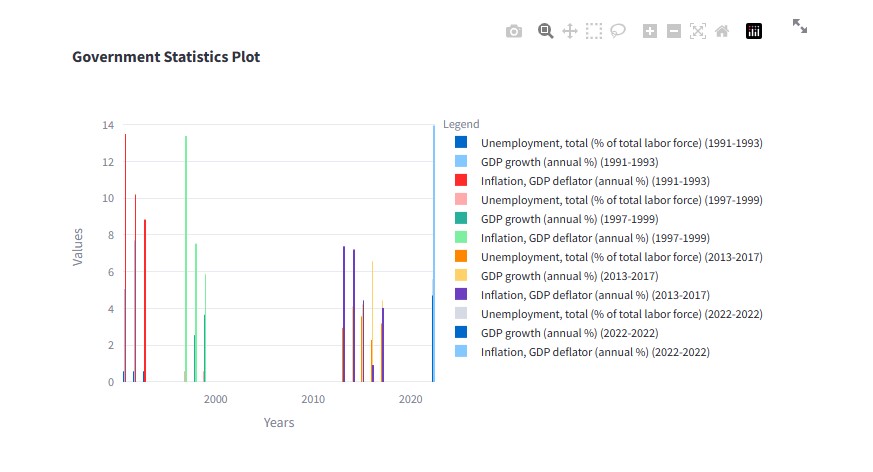 Government Statistics Plot
Legend
Unemployment, total (% of total labor force) (1991-1993)
GDP growth (annual %) (1991-1993)
Inflation, GDP deflator (annual %) (1991-1993)
Unemployment, total (% of total labor force) (1997-1999)
GDP growth (annual %) (1997-1999)
Inflation, GDP deflator (annual %) (1997-1999)
Unemployment, total (% of total labor force) (2013-2017)
GDP growth (annual %) (2013-2017)
Inflation, GDP deflator (annual %) (2013-2017)
Unemployment, total (% of total labor force) (2022-2022)
GDP growth (annual %) (2022-2022)
Inflation, GDP deflator (annual %) (2022-2022)
14
12
10
8
6
4
2
0
Values
2000 2010 2020
Years